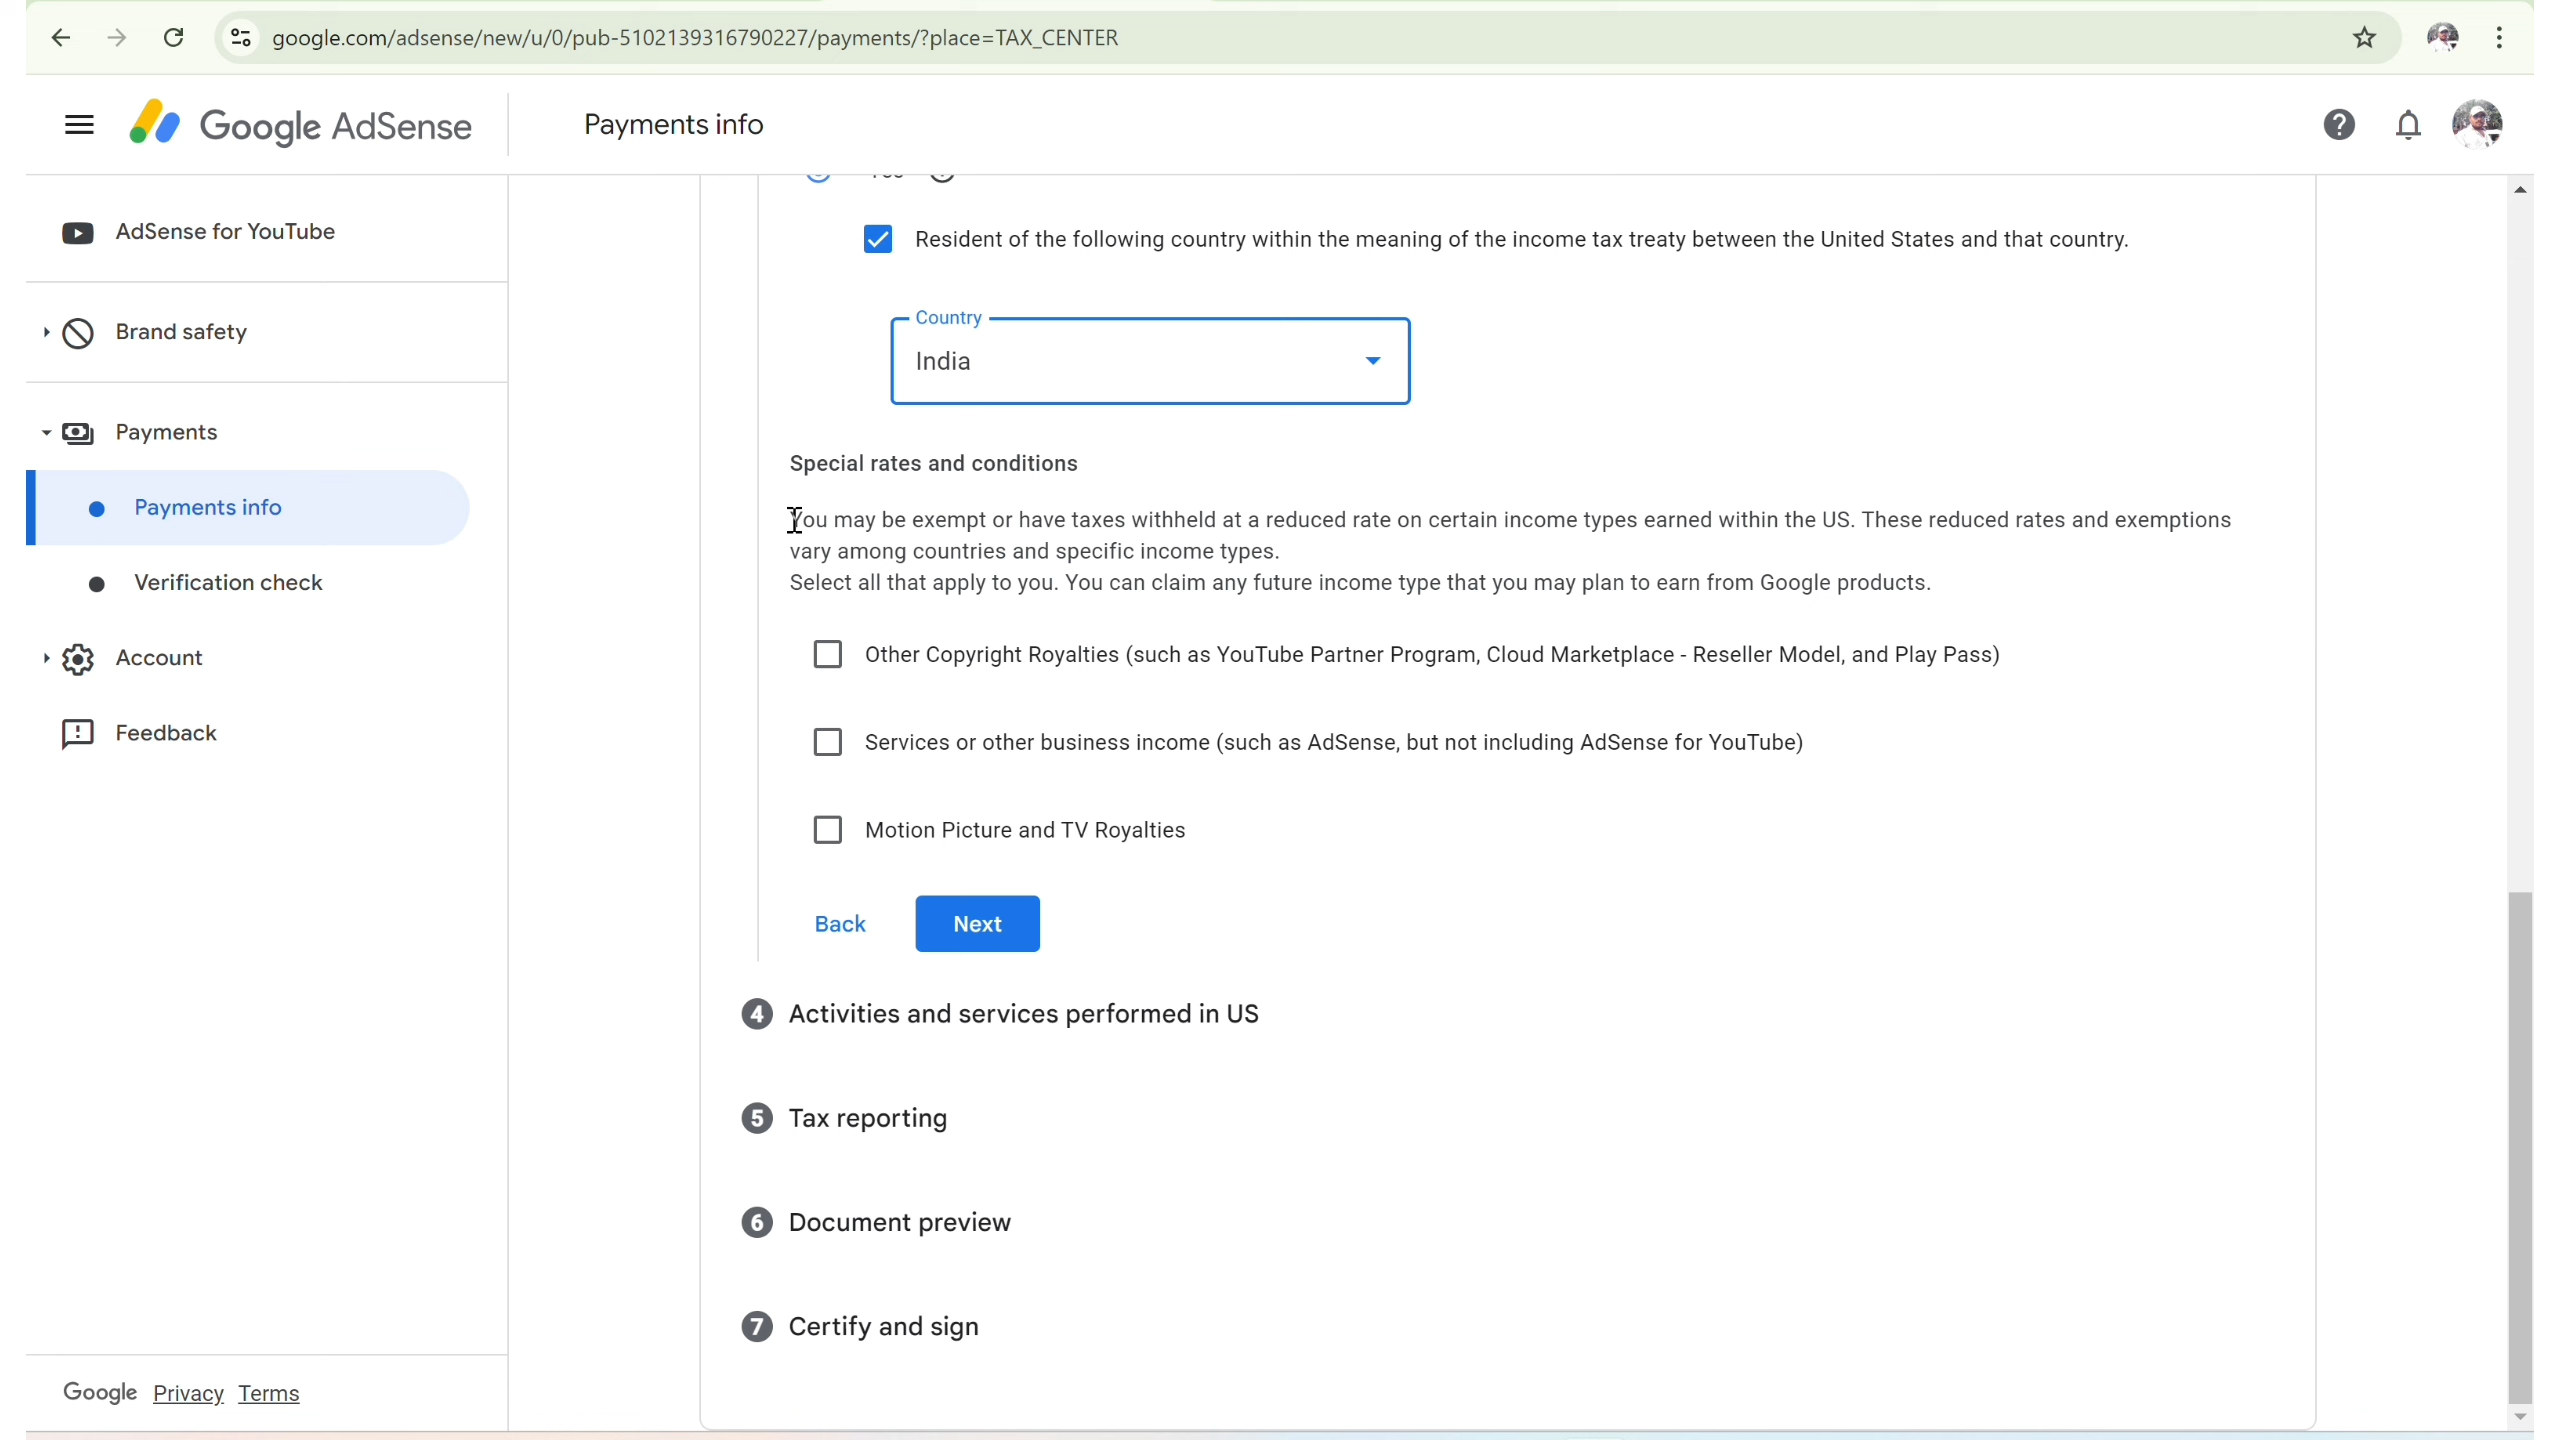 google.com/adsense/new/u/0/pub-5102139316790227/payments/?place=TAX_CENTER
Google AdSense
Payments info
AdSense for YouTube
Brand safety
Payments
Payments info
Verification check
Account
Feedback
Google Privacy Terms
Resident of the following country within the meaning of the income tax treaty between the United States and that country.
Country
India
Special rates and conditions
You may be exempt or have taxes withheld at a reduced rate on certain income types earned within the US. These reduced rates and exemptions
vary among countries and specific income types.
Select all that apply to you. You can claim any future income type that you may plan to earn from Google products.
Other Copyright Royalties (such as YouTube Partner Program, Cloud Marketplace - Reseller Model, and Play Pass)
Services or other business income (such as AdSense, but not including AdSense for YouTube)
Motion Picture and TV Royalties
Back Next
4 Activities and services performed in US
5 Tax reporting
6 Document preview
7 Certify and sign